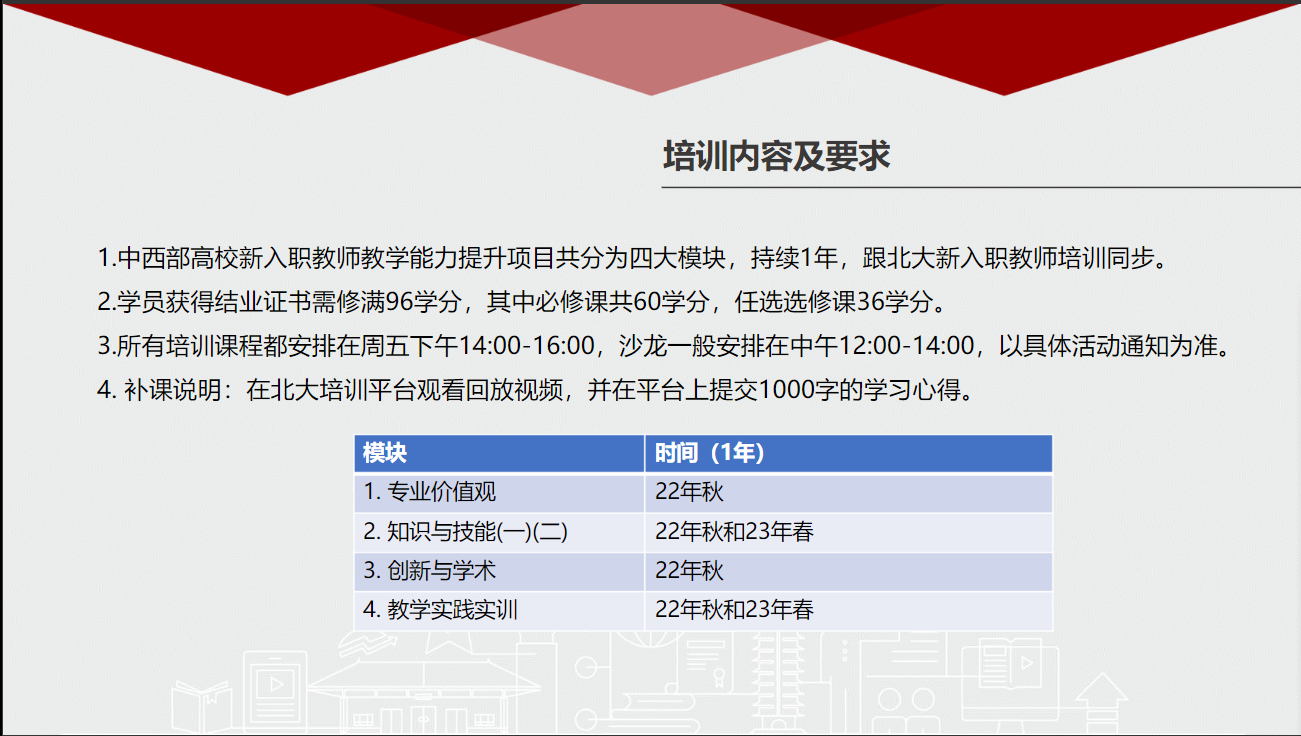 培训内容及要求
1.中西部高校新入职教师教学能力提升项目共分为四大模块，持续1年，跟北大新入职教师培训同步。
2.学员获得结业证书需修满96学分，其中必修课共60学分，任选选修课36学分。
3.所有培训课程都安排在周五下午14:00-16:00，沙龙一般安排在中午12:00-14:00，以具体活动通知为准。
4. 补课说明：在北大培训平台观看回放视频，并在平台上提交1000字的学习心得。
模块 时间（1年）
1. 专业价值观 22年秋
2. 知识与技能(一)(二) 22年秋和23年春
3. 创新与学术 22年秋
4. 教学实践实训 22年秋和23年春